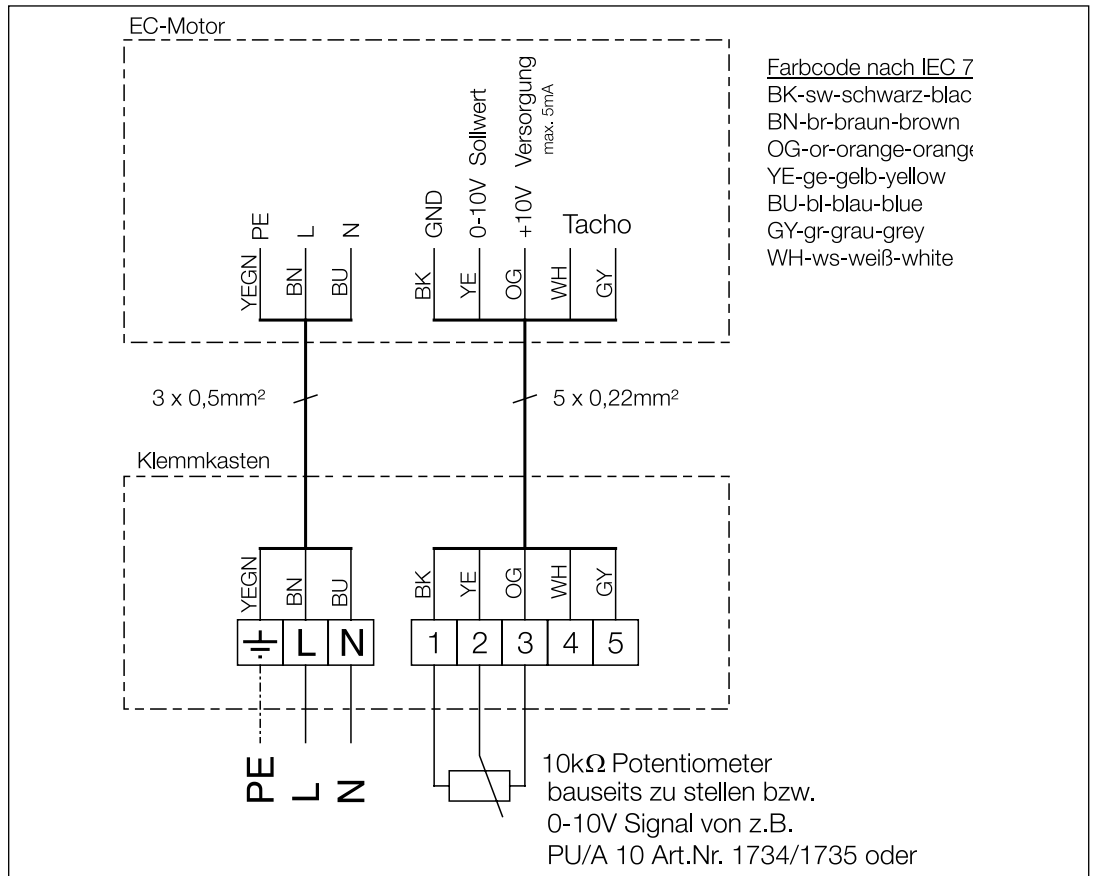 EC-Motor
PE
L
N
GND
0-10V Sollwert
+10V Versorgung
max. 5mA
Tacho
YEGN
BN
BU
BK
YE
OG
WH
GY
Farbcode nach IEC 7
BK-sw-schwarz-blac
BN-br-braun-brown
OG-or-orange-orange
YE-ge-gelb-yellow
BU-bl-blau-blue
GY-gr-grau-grey
WH-ws-weiß-white
3 x 0,5mm²
5 x 0,22mm²
Klemmkasten
YEGN
BN
BU
BK
YE
OG
WH
GY
L
N
1
2
3
4
5
PE
L
N
10kΩ Potentiometer
bauseits zu stellen bzw.
0-10V Signal von z.B.
PU/A 10 Art.Nr. 1734/1735 oder